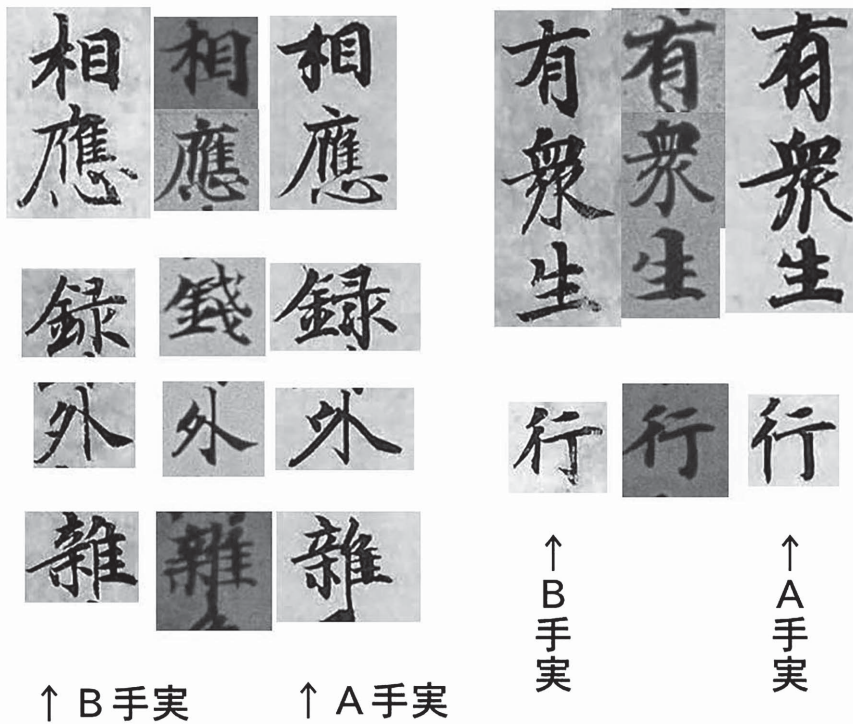 有衆生
有衆生
有衆生
行
行
行
↑A手実
↑B手実
相應
相應
相應
録
錢
録
外
外
外
雜
雜
雜
↑ A手実
↑ B手実